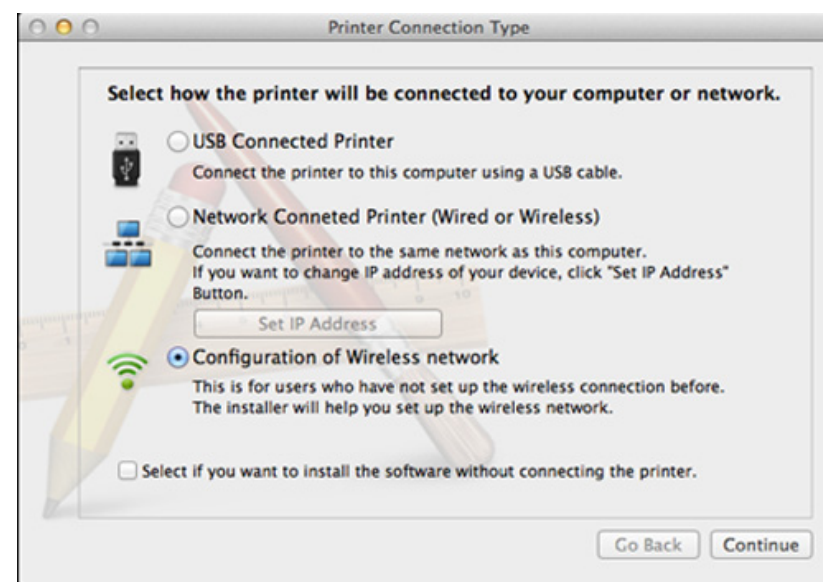 Printer Connection Type
Select how the printer will be connected to your computer or network.
USB Connected Printer
Connect the printer to this computer using a USB cable.
Network Conneted Printer (Wired or Wireless)
Connect the printer to the same network as this computer.
If you want to change IP address of your device, click "Set IP Address"
Button.
Set IP Address
Configuration of Wireless network
This is for users who have not set up the wireless connection before.
The installer will help you set up the wireless network.
Select if you want to install the software without connecting the printer.
Go Back
Continue